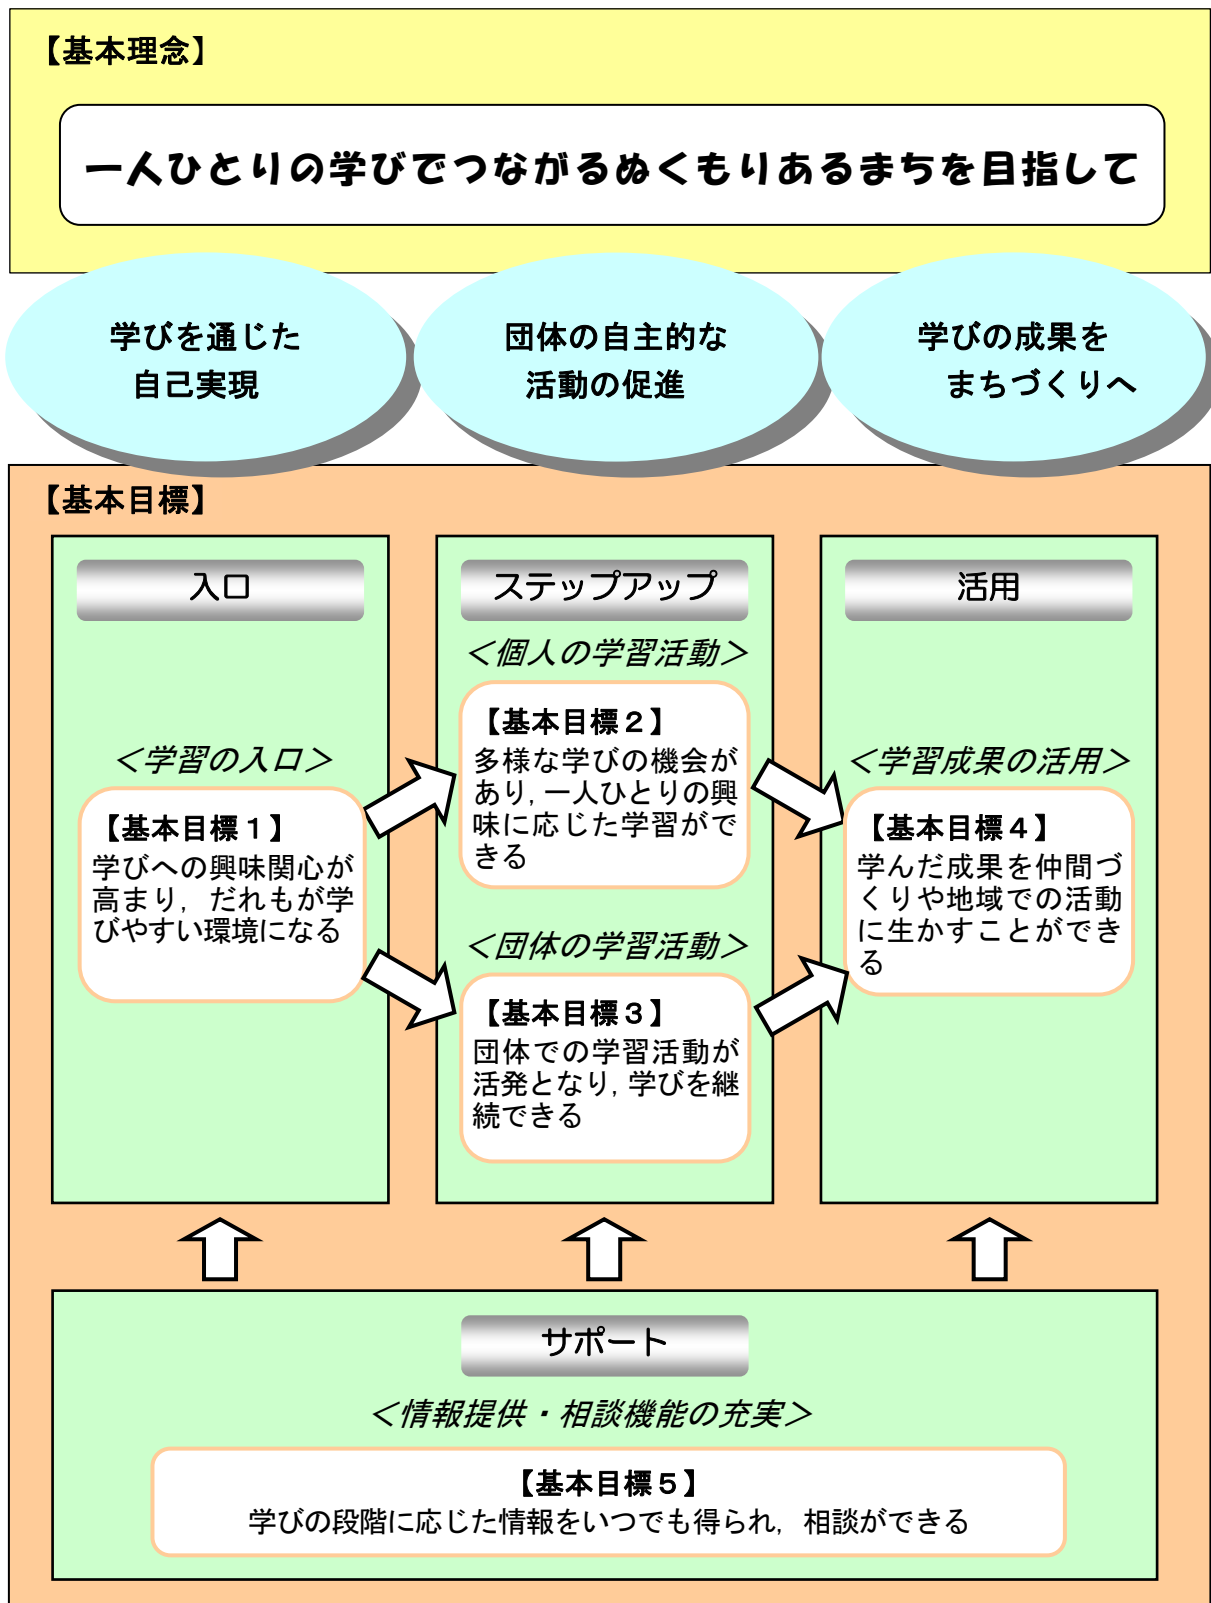 【基本理念】
一人ひとりの学びでつながるぬくもりあるまちを目指して
学びを通じた
自己実現
団体の自主的な
活動の促進
学びの成果を
まちづくりへ
【基本目標】
入口
＜学習の入口＞
【基本目標１】
学びへの興味関心が
高まり，だれもが学
びやすい環境になる
ステップアップ
＜個人の学習活動＞
【基本目標２】
多様な学びの機会が
あり，一人ひとりの興
味に応じた学習がで
きる
＜団体の学習活動＞
【基本目標３】
団体での学習活動が
活発となり，学びを継
続できる
活用
＜学習成果の活用＞
【基本目標４】
学んだ成果を仲間づ
くりや地域での活動
に生かすことができ
る
サポート
＜情報提供・相談機能の充実＞
【基本目標５】
学びの段階に応じた情報をいつでも得られ，相談ができる